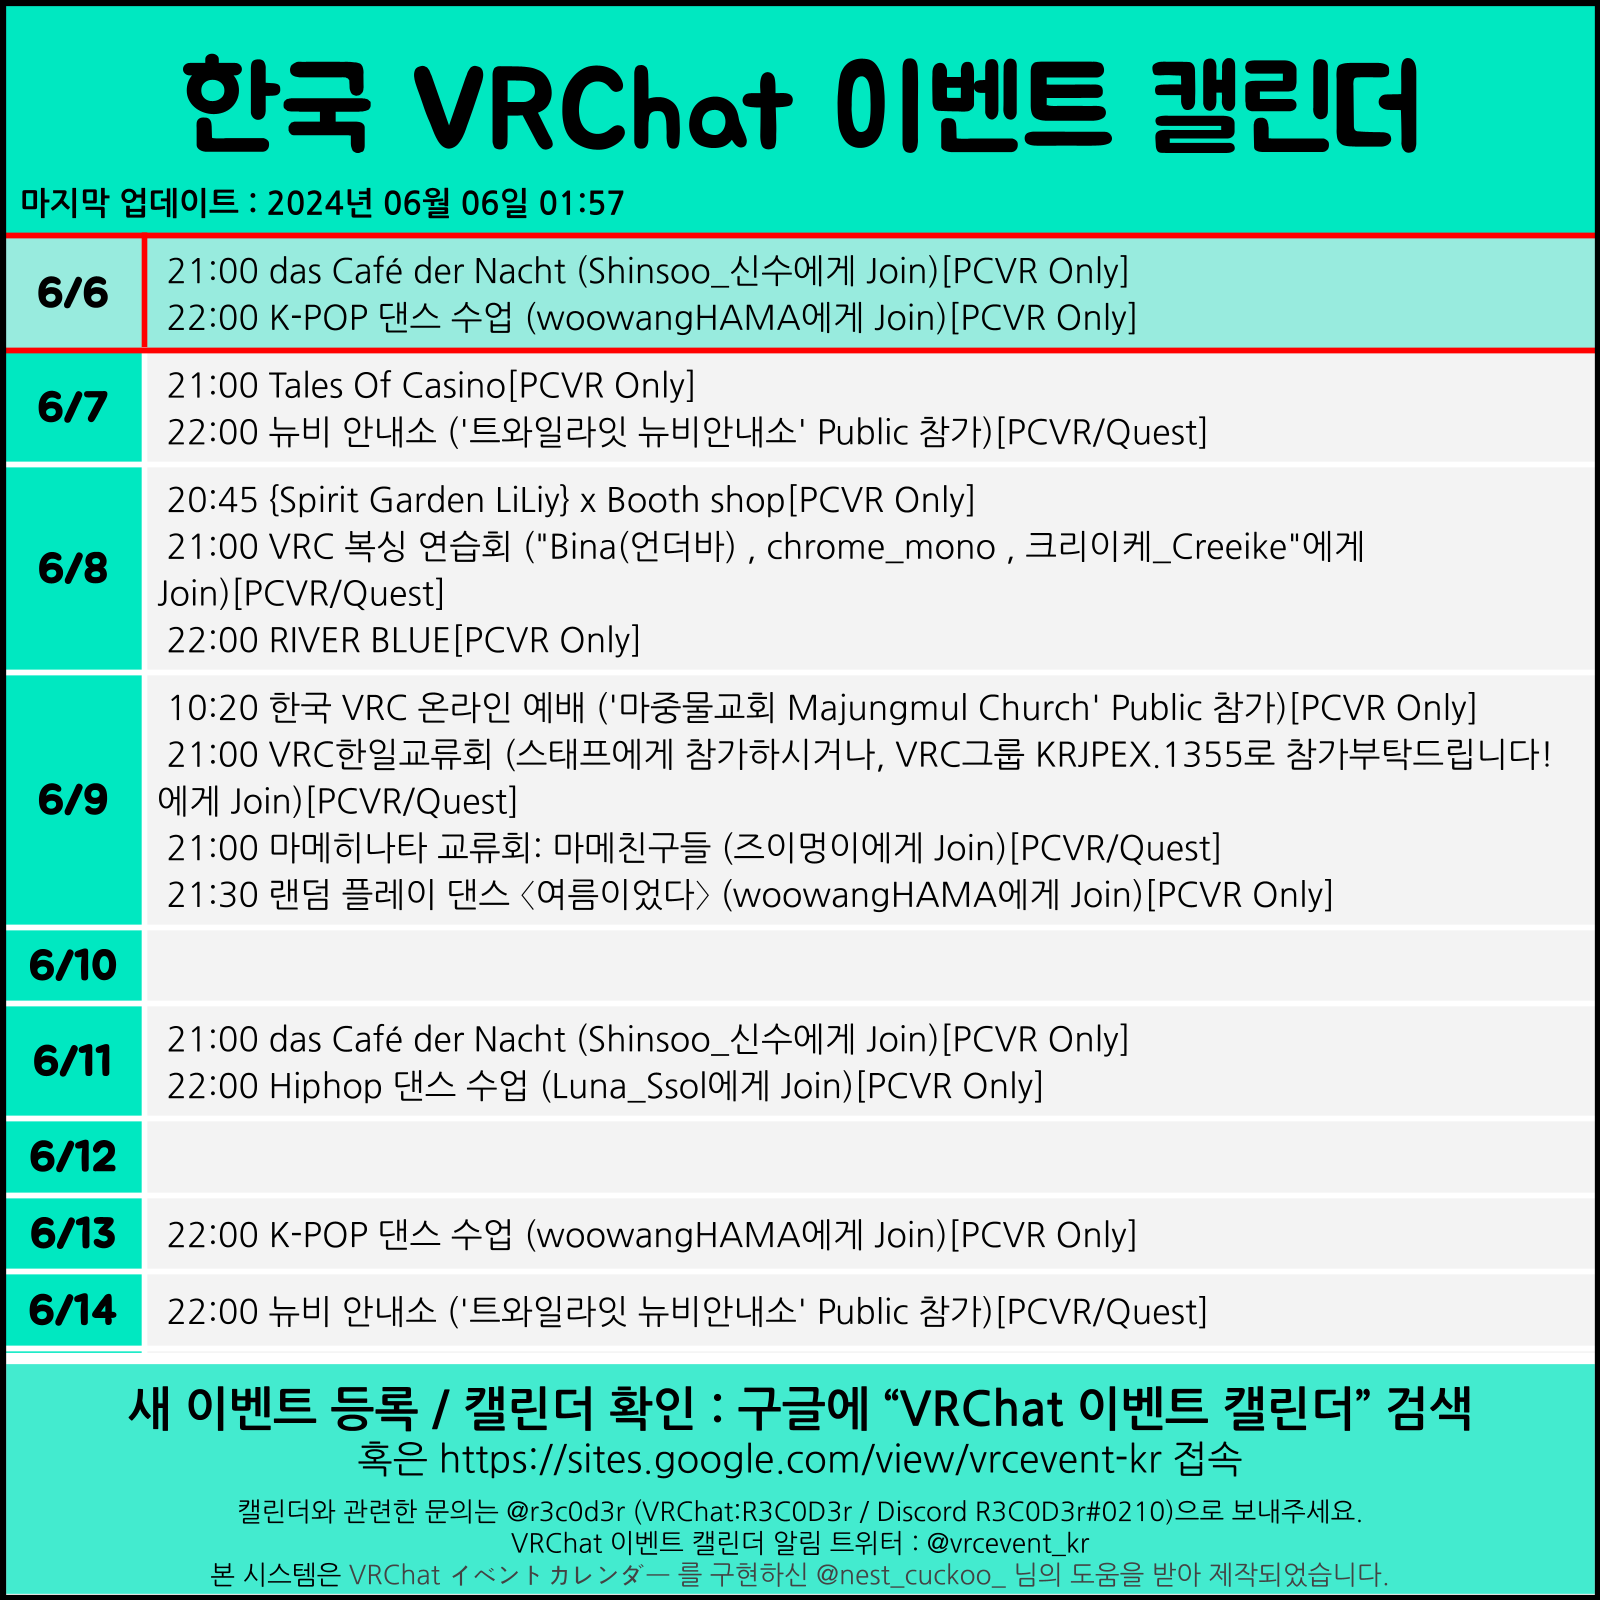 한국 VRChat 이벤트 캘린더
마지막 업데이트 : 2024년 06월 06일 01:57
6/6
21:00 das Café der Nacht (Shinsoo_신수에게 Join)[PCVR Only]
22:00 K-POP 댄스 수업 (woowangHAMA에게 Join)[PCVR Only]
6/7
21:00 Tales Of Casino[PCVR Only]
22:00 뉴비 안내소 ('트와일라잇 뉴비안내소' Public 참가)[PCVR/Quest]
6/8
20:45 {Spirit Garden LiLiy} x Booth shop[PCVR Only]
21:00 VRC 복싱 연습회 ("Bina(언더바) , chrome_mono , 크리이케_Creeike"에게
Join)[PCVR/Quest]
22:00 RIVER BLUE[PCVR Only]
6/9
10:20 한국 VRC 온라인 예배 ('마중물교회 Majungmul Church' Public 참가)[PCVR Only]
21:00 VRC한일교류회 (스태프에게 참가하시거나, VRC그룹 KRJPEX.1355로 참가부탁드립니다!
에게 Join)[PCVR/Quest]
21:00 마메히나타 교류회: 마메친구들 (즈이멍이에게 Join)[PCVR/Quest]
21:30 랜덤 플레이 댄스 〈여름이었다〉 (woowangHAMA에게 Join)[PCVR Only]
6/10
6/11
21:00 das Café der Nacht (Shinsoo_신수에게 Join)[PCVR Only]
22:00 Hiphop 댄스 수업 (Luna_Ssol에게 Join)[PCVR Only]
6/12
6/13
22:00 K-POP 댄스 수업 (woowangHAMA에게 Join)[PCVR Only]
6/14
22:00 뉴비 안내소 ('트와일라잇 뉴비안내소' Public 참가)[PCVR/Quest]
새 이벤트 등록 / 캘린더 확인 : 구글에 “VRChat 이벤트 캘린더” 검색
혹은 https://sites.google.com/view/vrcevent-kr 접속
캘린더와 관련한 문의는 @r3c0d3r (VRChat:R3C0D3r / Discord R3C0D3r#0210)으로 보내주세요.
VRChat 이벤트 캘린더 알림 트위터 : @vrcevent_kr
본 시스템은 VRChat イベントカレンダー 를 구현하신 @nest_cuckoo_ 님의 도움을 받아 제작되었습니다.